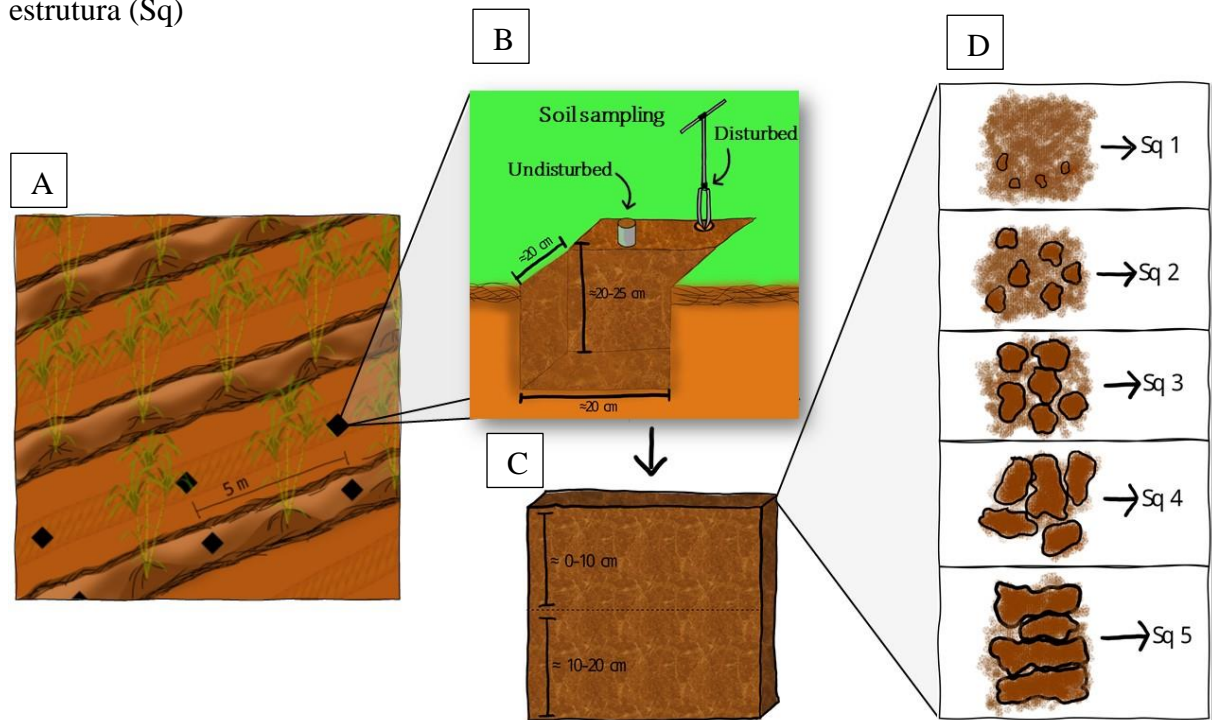 estrutura (Sq)
A
5 m
B
Soil sampling
Disturbed
Undisturbed
≈20 cm
≈20-25 cm
≈20 cm
C
≈ 0-10 cm
≈ 10-20 cm
D
Sq 1
Sq 2
Sq 3
Sq 4
Sq 5